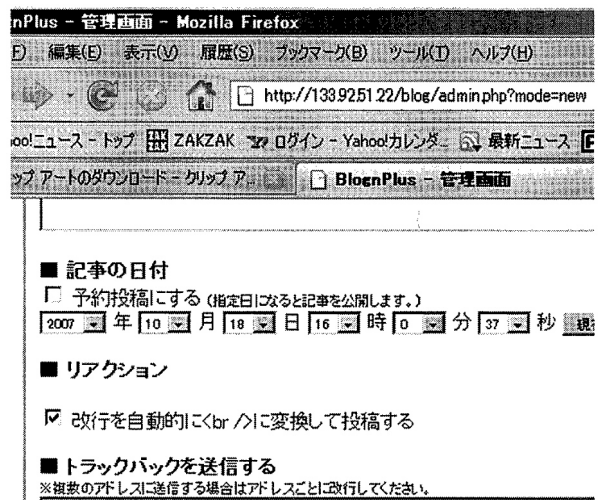 nPlus - 管理画面 - Mozilla Firefox
F) 編集(E) 表示(V) 履歴(S) ブックマーク(B) ツール(T) ヘルプ(H)
http://133.92.51.22/blog/admin.php?mode=new
oo!ニュース - トップ ZAKZAK ログイン - Yahoo!カレンダ... 最新ニュース
ップ アートのダウンロード - クリップ ア... BlognPlus - 管理画面
■ 記事の日付
予約投稿にする (指定日になると記事を公開します。)
2007 年 10 月 18 日 16 時 0 分 37 秒 現
■ リアクション
改行を自動的に<br />に変換して投稿する
■ トラックバックを送信する
※複数のアドレスに送信する場合はアドレスごとに改行してください。